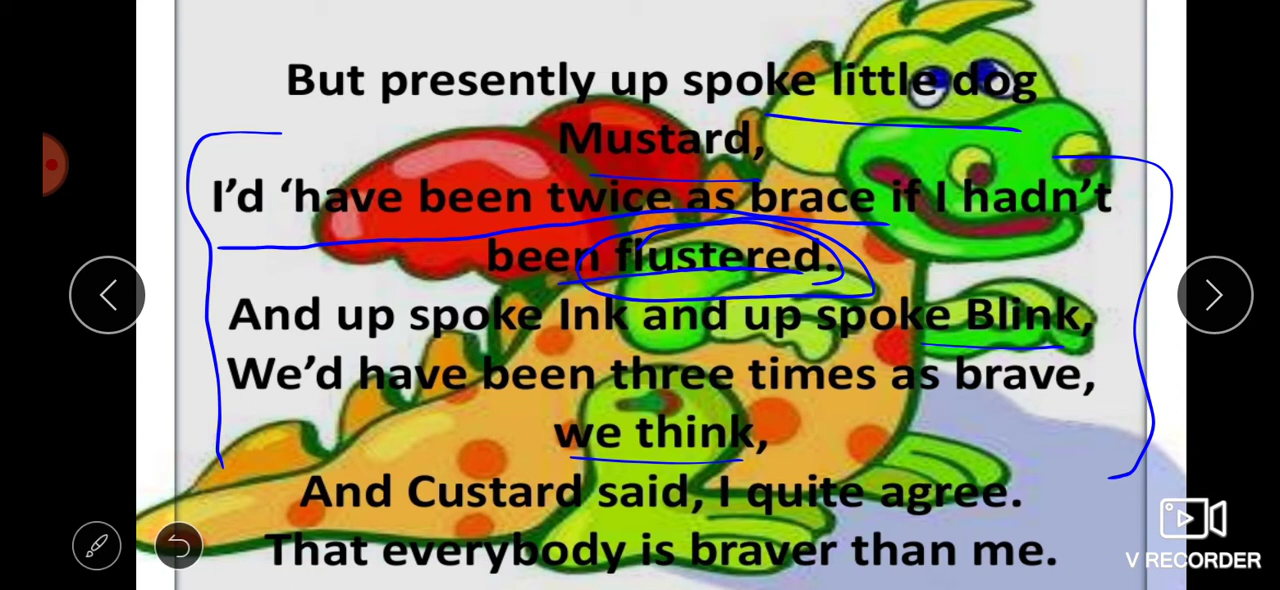 But presently up spoke little dog
Mustard,
I'd 'have been twice as brace if I hadn't
been flustered.
And up spoke Ink and up spoke Blink,
We'd have been three times as brave,
we think,
And Custard said, I quite agree.
That everybody is braver than me.
V RECORDER